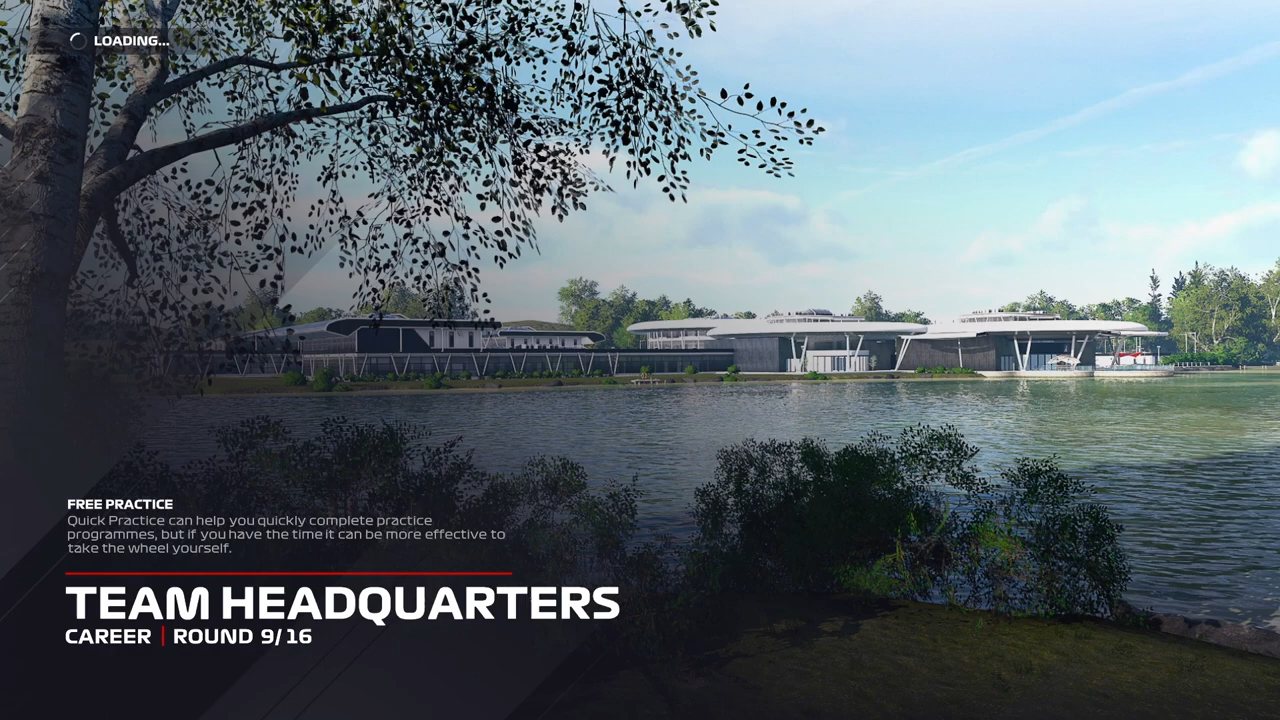 LOADING...
FREE PRACTICE
Quick Practice can help you quickly complete practice
programmes, but if you have the time it can be more effective to
take the wheel yourself.
TEAM HEADQUARTERS
CAREER | ROUND 9/16